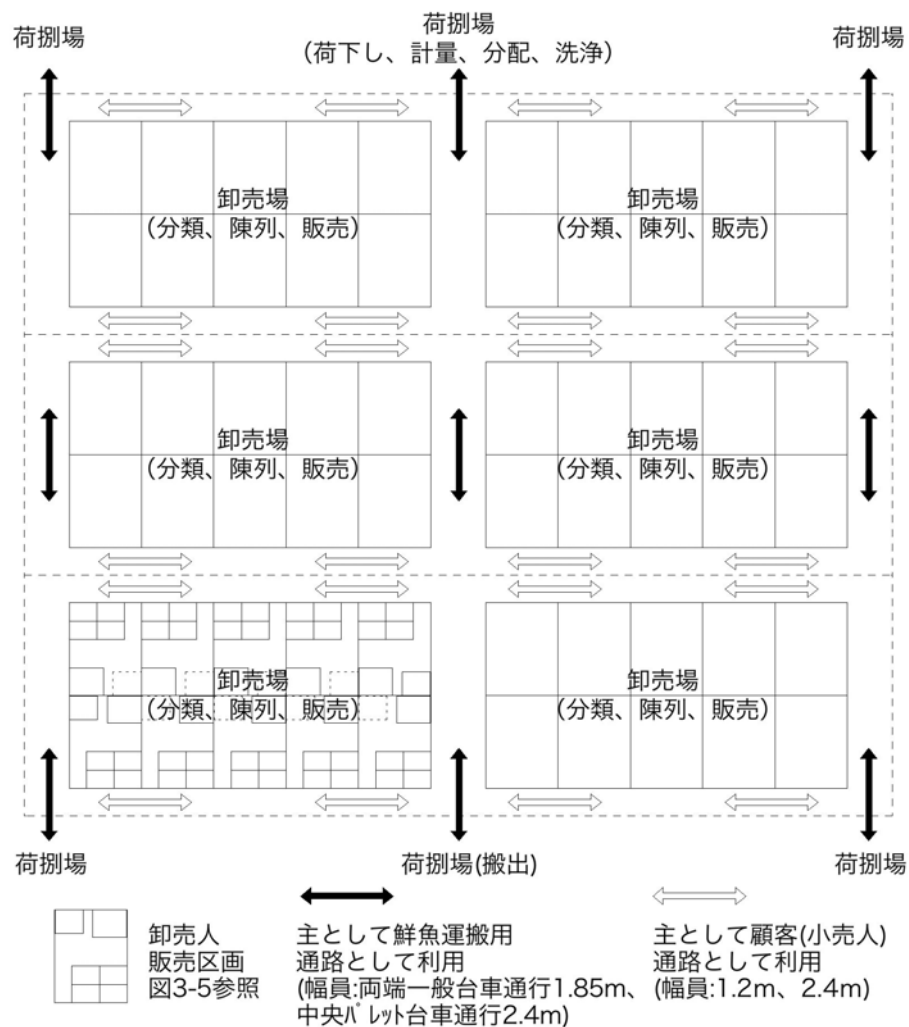 荷捌場
荷捌場
(荷下し、計量、分配、洗浄)
荷捌場
卸売場
(分類、陳列、販売)
卸売場
(分類、陳列、販売)
卸売場
(分類、陳列、販売)
卸売場
(分類、陳列、販売)
卸売場
(分類、陳列、販売)
卸売場
(分類、陳列、販売)
荷捌場
荷捌場(搬出)
荷捌場
卸売人
販売区画
図3-5参照
主として鮮魚運搬用
通路として利用
(幅員:両端一般台車通行1.85m、
中央パレット台車通行2.4m)
主として顧客(小売人)
通路として利用
(幅員:1.2m、2.4m)